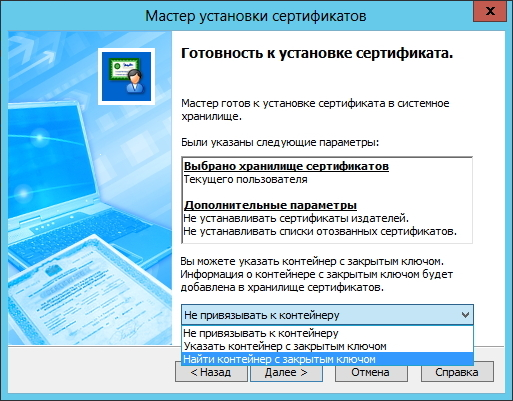 Мастер установки сертификатов
x
Готовность к установке сертификата.
Мастер готов к установке сертификата в системное
хранилище.
Были указаны следующие параметры:
Выбрано хранилище сертификатов
Текущего пользователя
Дополнительные параметры
Не устанавливать сертификаты издателей.
Не устанавливать списки отозванных сертификатов.
Вы можете указать контейнер с закрытым ключом.
Информация о контейнере с закрытым ключом будет
добавлена в хранилище сертификатов.
Не привязывать к контейнеру
Не привязывать к контейнеру
Указать контейнер с закрытым ключом
Найти контейнер с закрытым ключом
< Назад
Далее >
Отмена
Справка